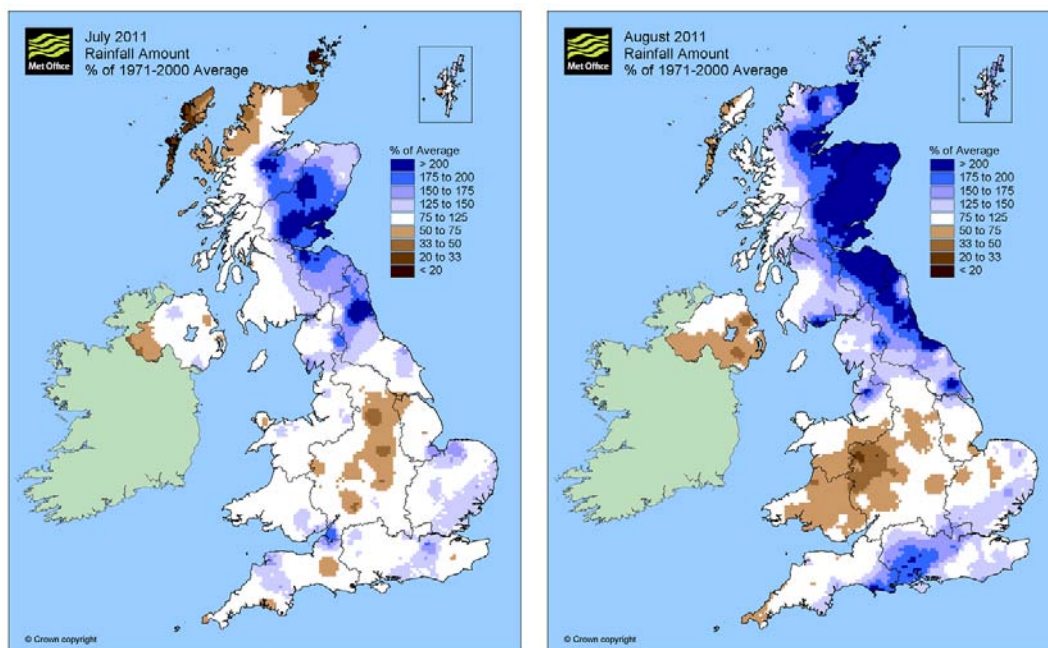 Met Office
July 2011
Rainfall Amount
% of 1971-2000 Average
% of Average
> 200
175 to 200
150 to 175
125 to 150
75 to 125
50 to 75
33 to 50
20 to 33
< 20
© Crown copyright
Met Office
August 2011
Rainfall Amount
% of 1971-2000 Average
% of Average
> 200
175 to 200
150 to 175
125 to 150
75 to 125
50 to 75
33 to 50
20 to 33
< 20
© Crown copyright